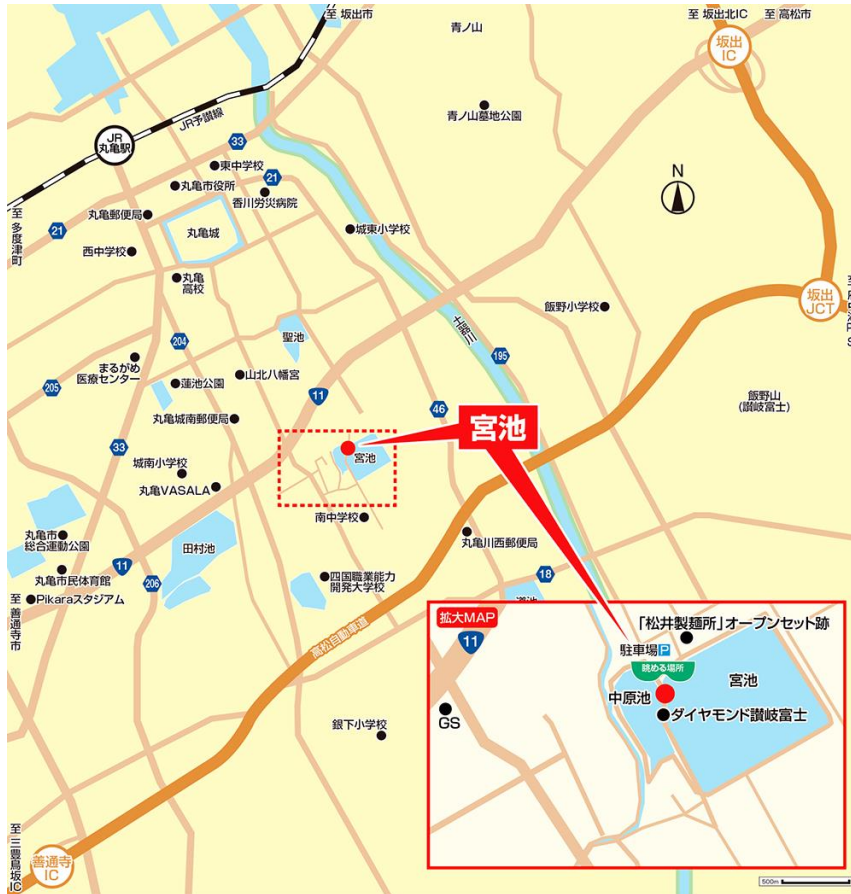 至 坂出市
至 坂出北IC
至 高松市
青ノ山
坂出
IC
青ノ山墓地公園
JR予讃線
JR
丸亀駅
33
東中学校
21
丸亀市役所
香川労災病院
N
至 多度津町
21
丸亀郵便局
丸亀城
城東小学校
西中学校
丸亀
高校
坂出
JCT
飯野小学校
土器川
聖池
204
195
まるがめ
医療センター
205
蓮池公園
山北八幡宮
11
46
飯野山
(讃岐富士)
丸亀城南郵便局
宮池
33
宮池
城南小学校
丸亀VASALA
南中学校
丸亀市
総合運動公園
田村池
丸亀川西郵便局
11
丸亀市民体育館
206
四国職業能力
開発大学校
18
至 善通寺市
Pikaraスタジアム
高松自動車道
拡大MAP
11
「松井製麺所」オープンセット跡
駐車場P
眺める場所
宮池
中原池
ダイヤモンド讃岐富士
GS
銀下小学校
至 三豊鳥坂IC
善通寺
IC
500m